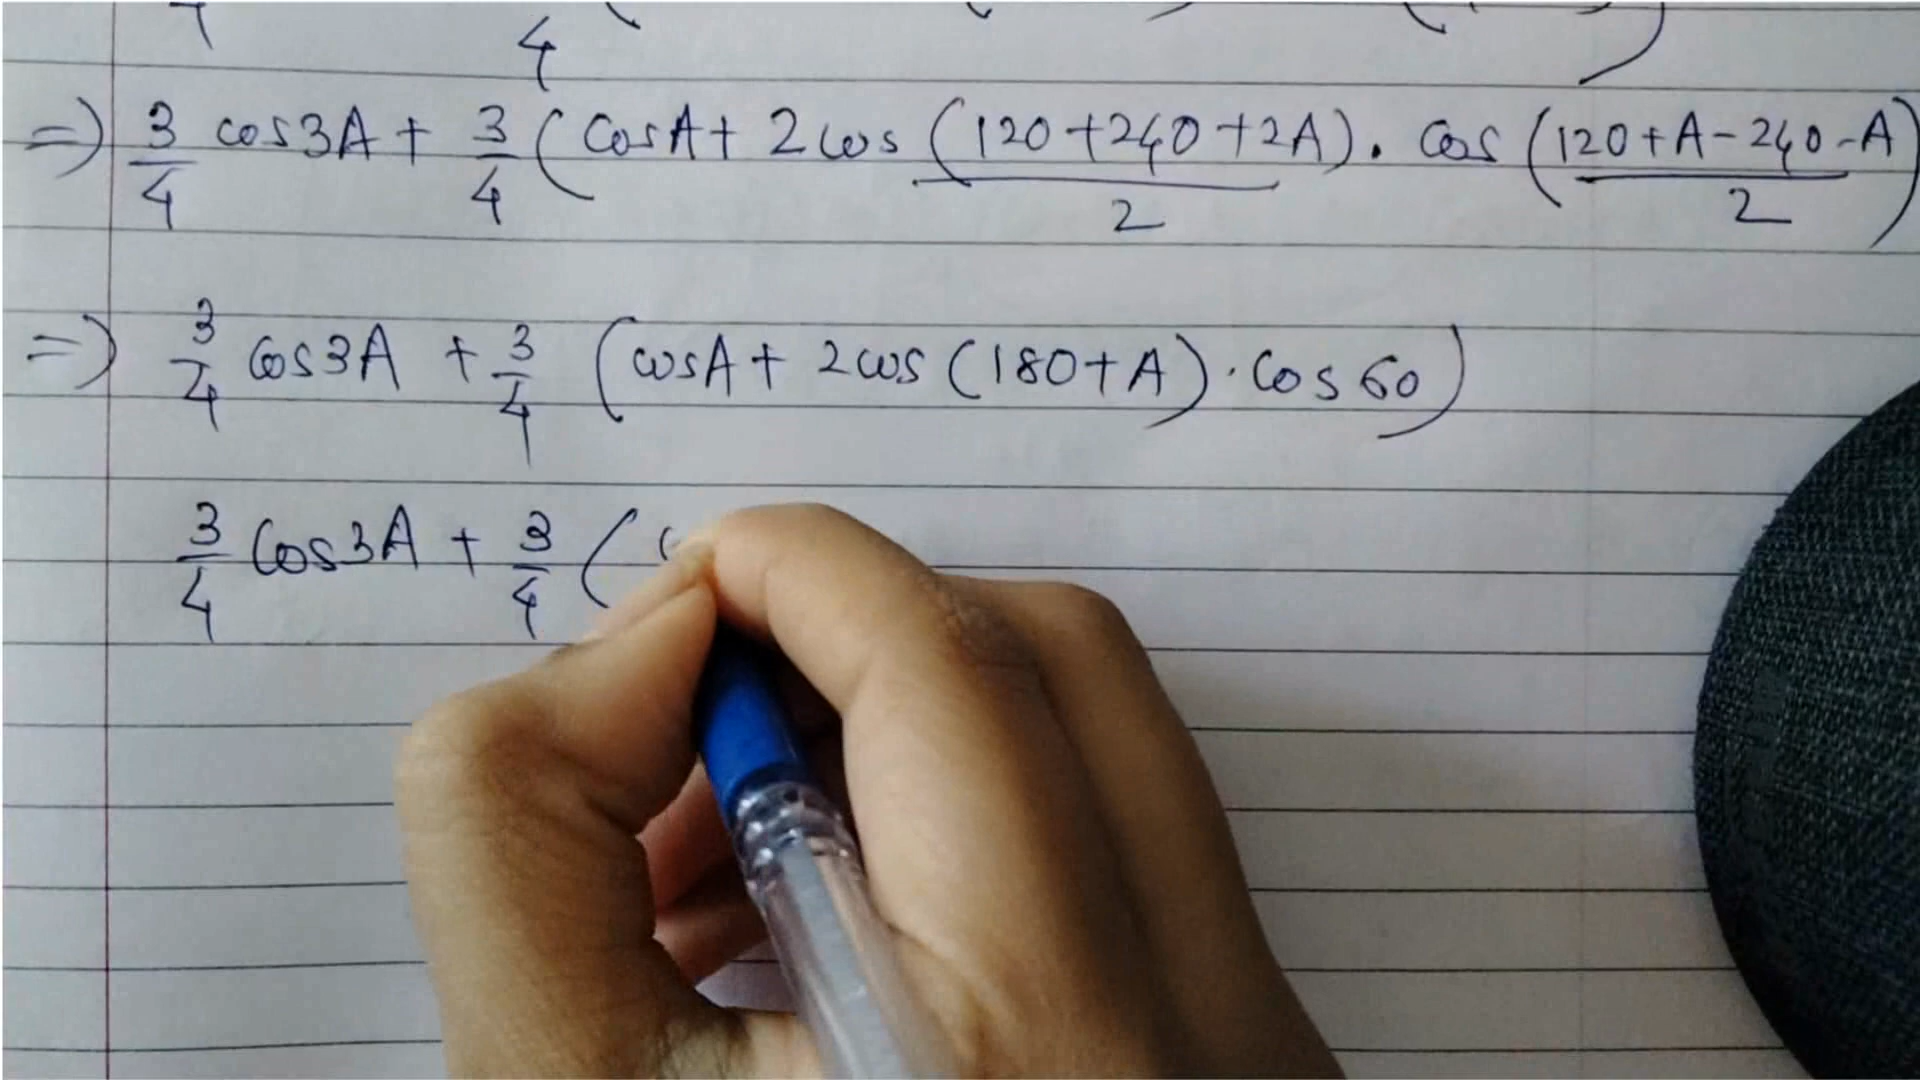 4
=) 3/4 cos3A + 3/4 (CosA + 2cos (120+240+2A)/2 . Cos (120+A-240-A)/2
=) 3/4 Cos3A + 3/4 (cosA + 2cos (180+A) . Cos 60)
3/4 Cos3A + 3/4 (